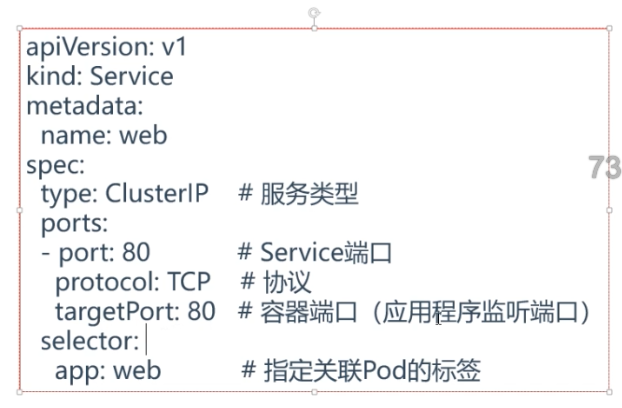 apiVersion: v1
kind: Service
metadata:
  name: web
spec:
  type: ClusterIP    # 服务类型
  ports:
  - port: 80            # Service端口
    protocol: TCP    # 协议
    targetPort: 80   # 容器端口（应用程序监听端口）
  selector:
    app: web           # 指定关联Pod的标签
73